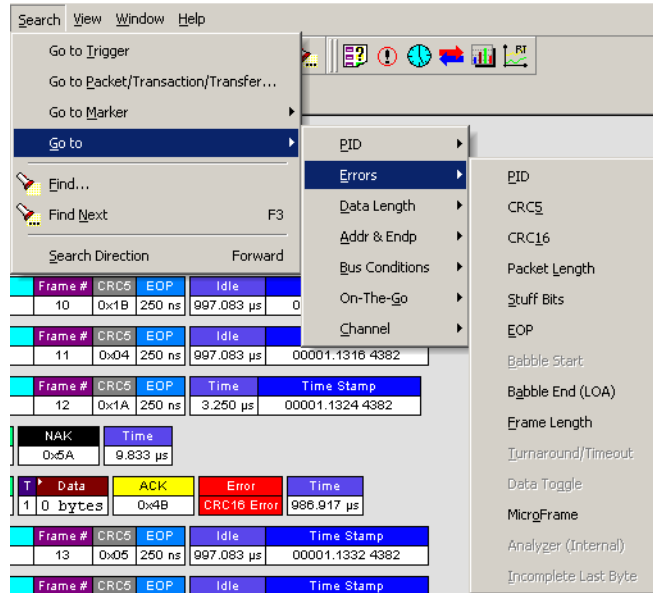 Search View Window Help
Go to Trigger
Go to Packet/Transaction/Transfer...
Go to Marker
Go to
Find...
Find Next F3
Search Direction Forward
RT
PID
Errors
Data Length
Addr & Endp
Bus Conditions
On-The-Go
Channel
PID
CRC5
CRC16
Packet Length
Stuff Bits
EOP
Babble Start
Babble End (LOA)
Frame Length
Turnaround/Timeout
Data Toggle
MicroFrame
Analyzer (Internal)
Incomplete Last Byte
Frame # CRC5 EOP Idle
10 0x1B 250 ns 997.083 µs 0
Frame # CRC5 EOP Idle
11 0x04 250 ns 997.083 µs 00001.1316 4382
Frame # CRC5 EOP Time Time Stamp
12 0x1A 250 ns 3.250 µs 00001.1324 4382
NAK Time
0x5A 9.833 µs
T Data ACK Error Time
1 0 bytes 0x4B CRC16 Error 986.917 µs
Frame # CRC5 EOP Idle Time Stamp
13 0x05 250 ns 997.083 µs 00001.1332 4382
Frame # CRC5 EOP Idle Time Stamp